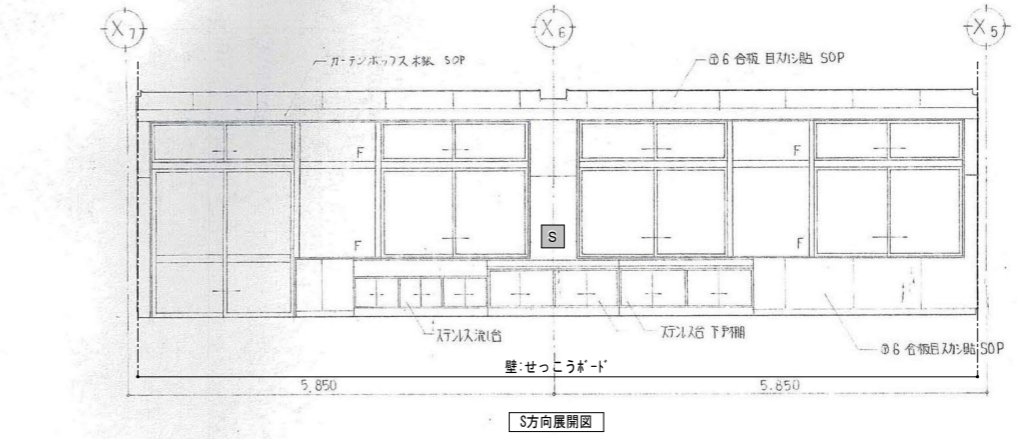 X7
X6
X5
カーテンボックス木製 SOP
⑦6 合板 目スカシ貼 SOP
F
F
F
F
S
ステンレス流し台
ステンレス台 下戸棚
⑦6 合板目スカシ貼 SOP
壁:せっこうボード
5,850
5.850
S方向展開図